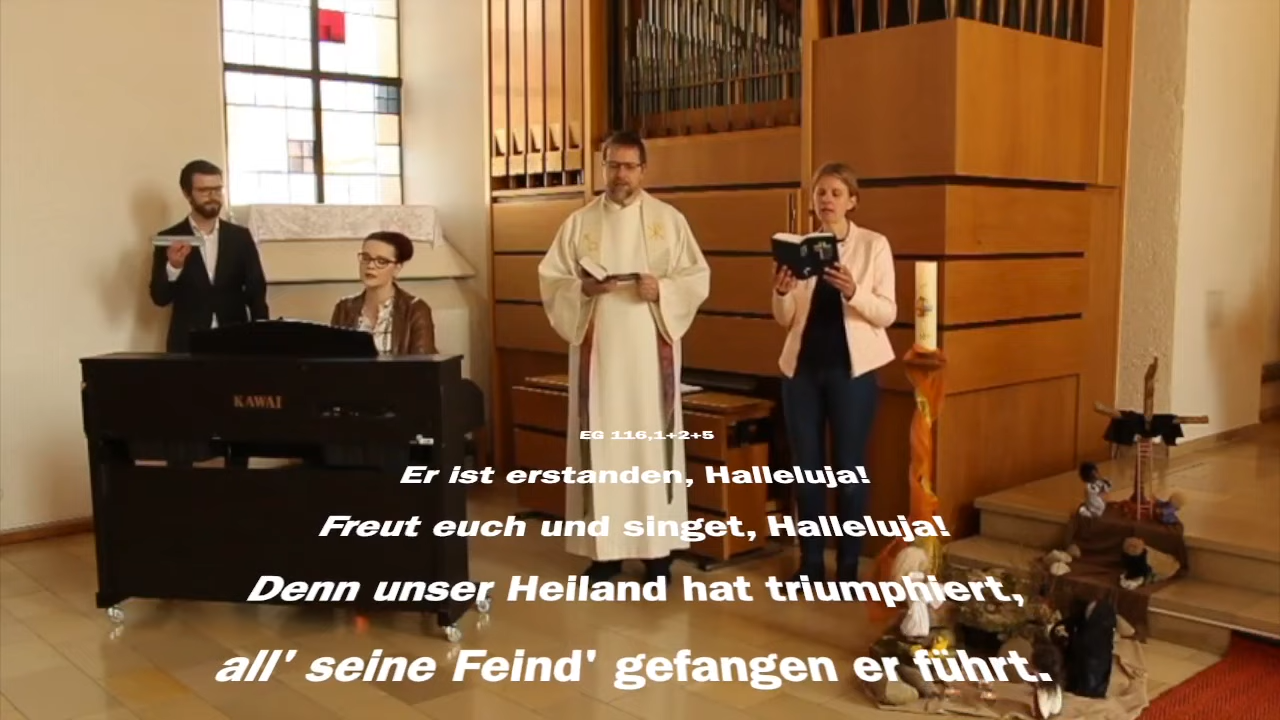 KAWAI
EG 116,1+2+5
Er ist erstanden, Halleluja!
Freut euch und singet, Halleluja!
Denn unser Heiland hat triumphiert,
all' seine Feind' gefangen er führt.